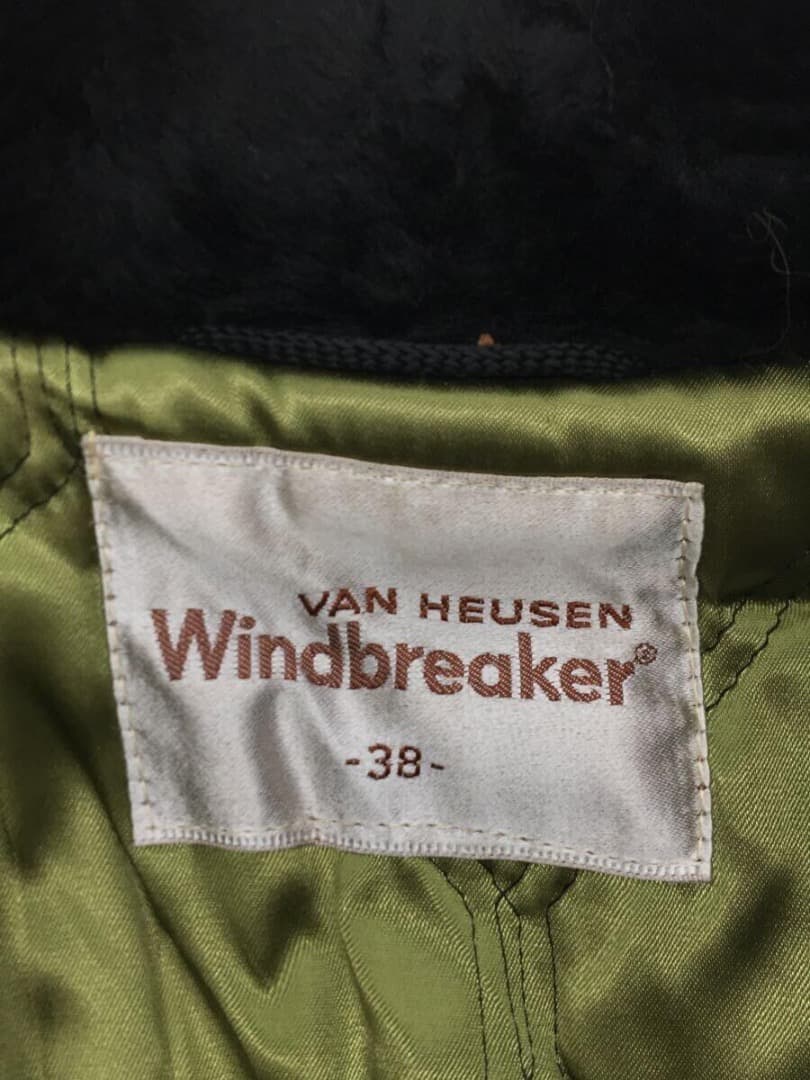 VAN HEUSEN
Windbreaker®
-38-